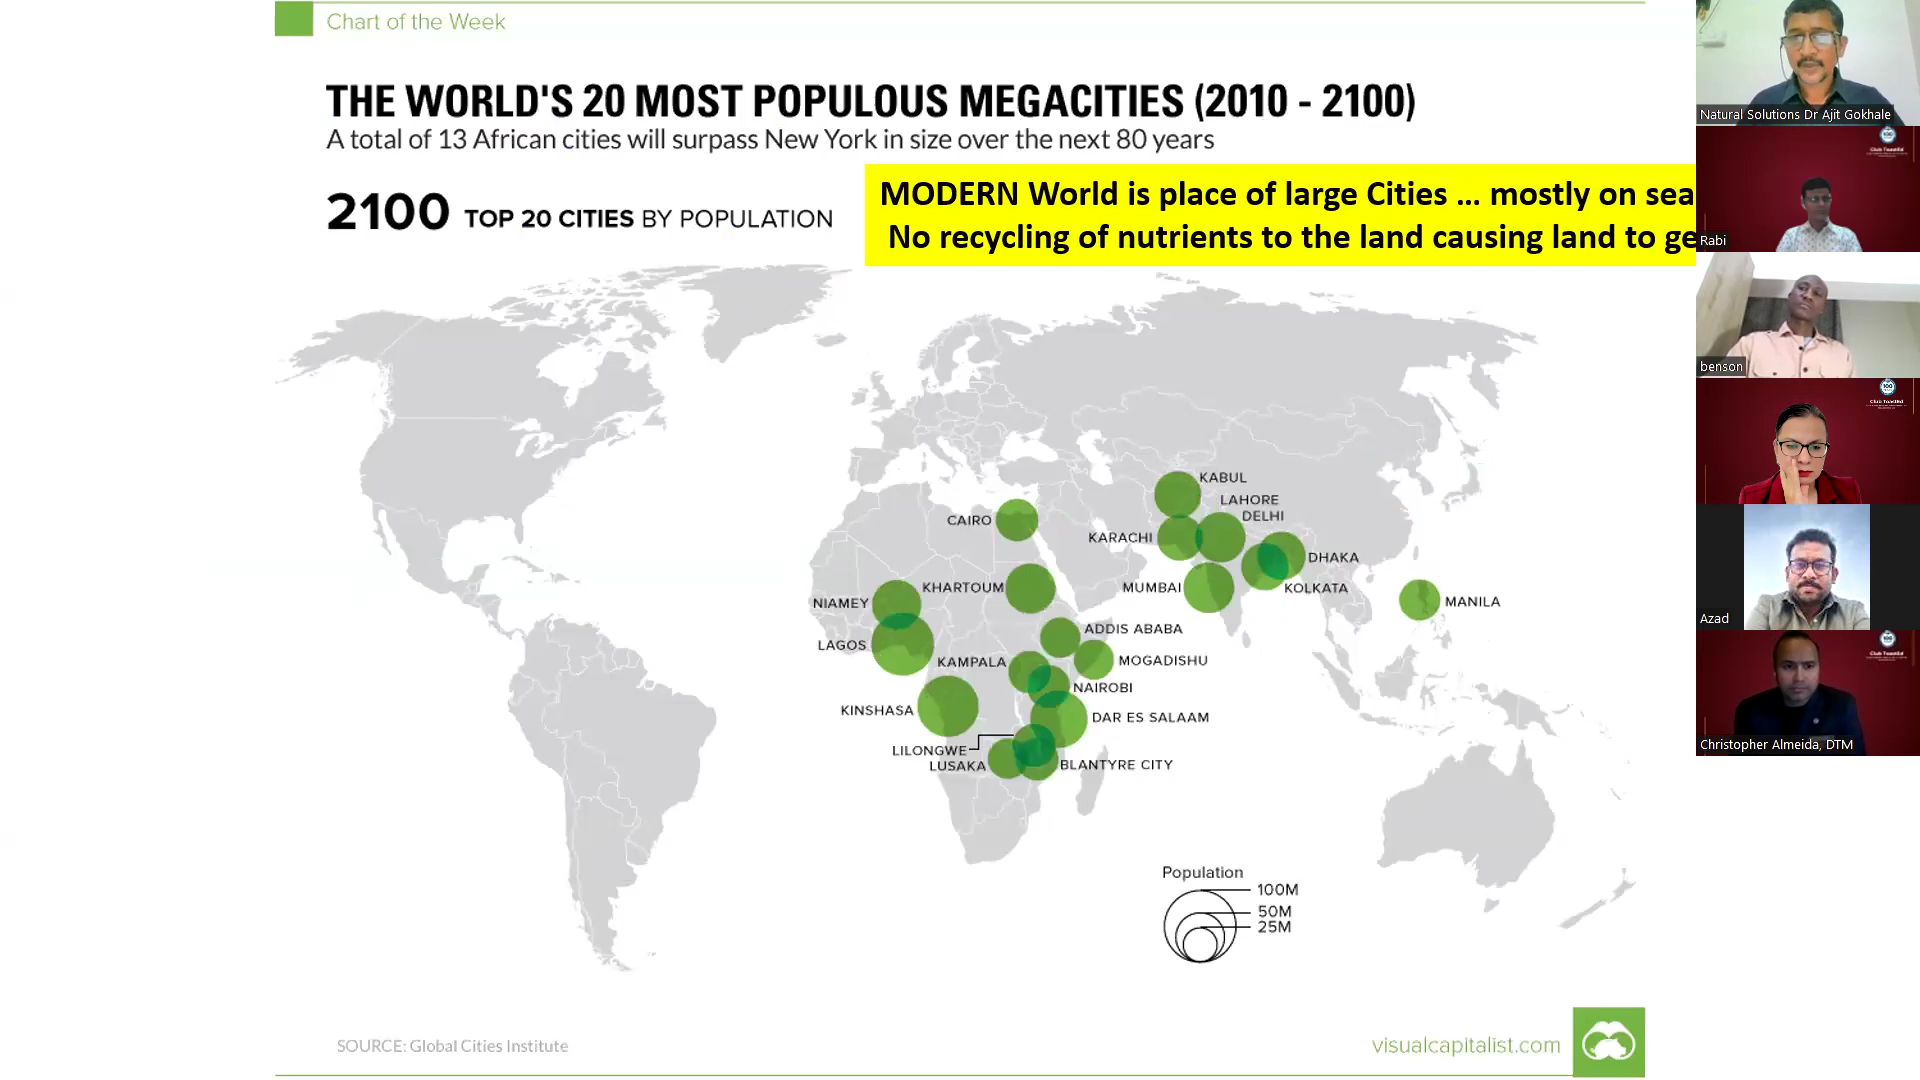 Chart of the Week
THE WORLD'S 20 MOST POPULOUS MEGACITIES (2010 - 2100)
A total of 13 African cities will surpass New York in size over the next 80 years
2100 TOP 20 CITIES BY POPULATION
MODERN World is place of large Cities ... mostly on sea
No recycling of nutrients to the land causing land to ge
KABUL
LAHORE
DELHI
CAIRO
KARACHI
DHAKA
KHARTOUM
MUMBAI
KOLKATA
NIAMEY
MANILA
ADDIS ABABA
LAGOS
KAMPALA
MOGADISHU
NAIROBI
KINSHASA
DAR ES SALAAM
LILONGWE
LUSAKA
BLANTYRE CITY
Population
100M
50M
25M
SOURCE: Global Cities Institute
visualcapitalist.com
Natural Solutions Dr Ajit Gokhale
Rabi
benson
Azad
Christopher Almeida, DTM